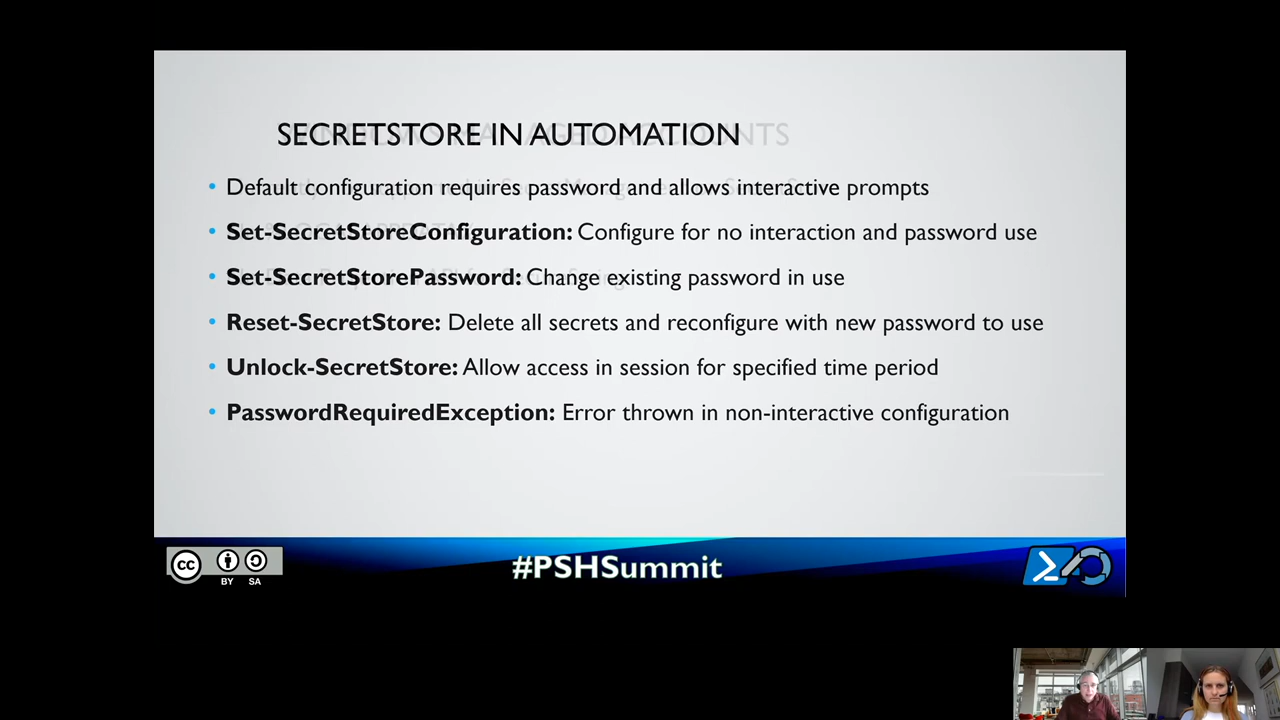 SECRETSTORE IN AUTOMATION
• Default configuration requires password and allows interactive prompts
• Set-SecretStoreConfiguration: Configure for no interaction and password use
• Set-SecretStorePassword: Change existing password in use
• Reset-SecretStore: Delete all secrets and reconfigure with new password to use
• Unlock-SecretStore: Allow access in session for specified time period
• PasswordRequiredException: Error thrown in non-interactive configuration
cc BY SA
#PSHSummit